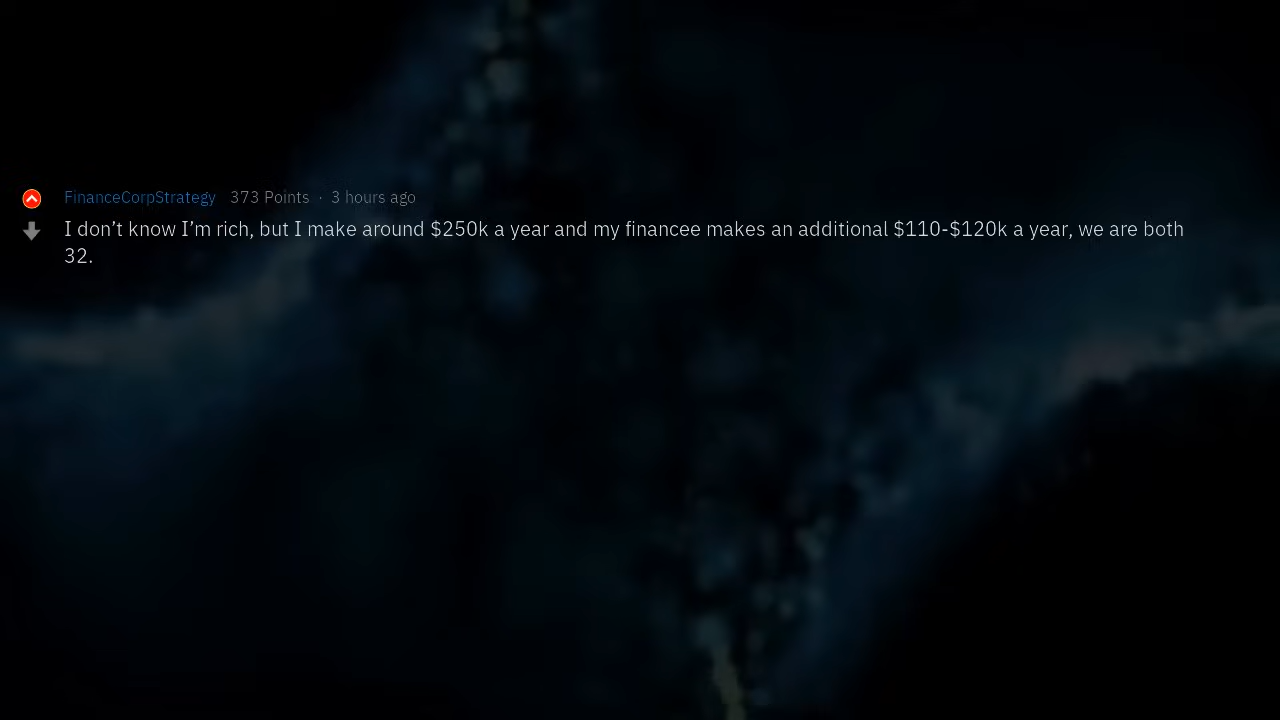 FinanceCorpStrategy 373 Points · 3 hours ago
I don’t know I’m rich, but I make around $250k a year and my financee makes an additional $110-$120k a year, we are both
32.